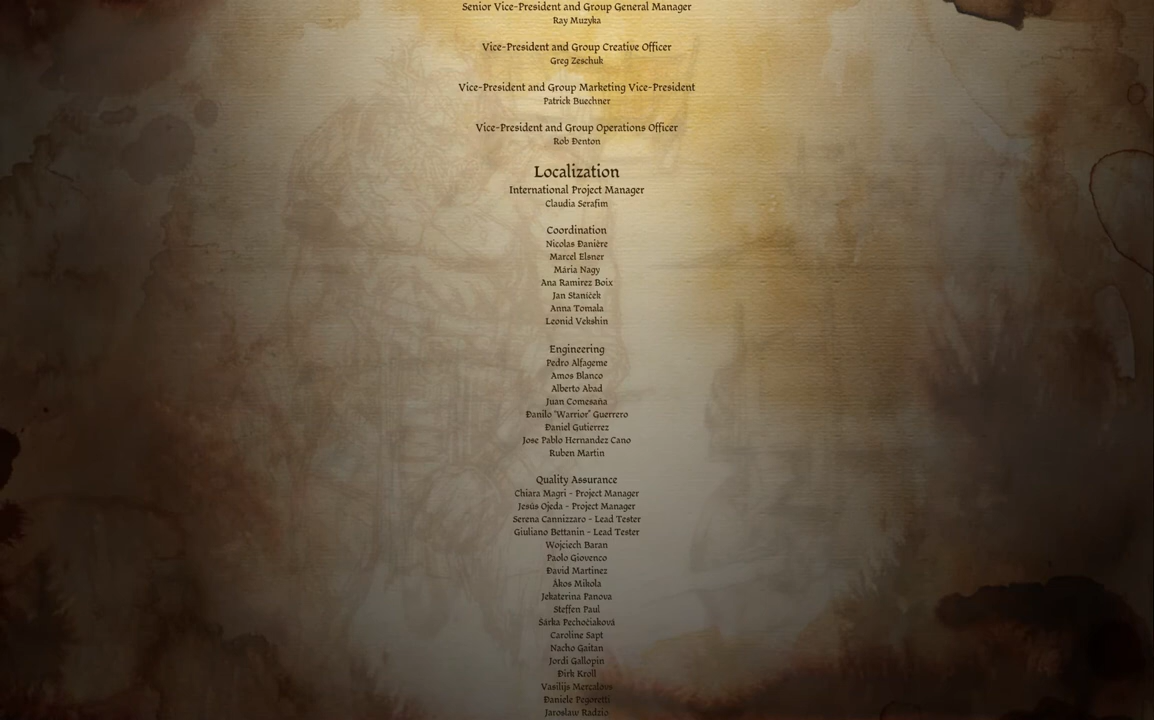 Senior Vice-President and Group General Manager
Ray Muzyka
Vice-President and Group Creative Officer
Greg Zeschuk
Vice-President and Group Marketing Vice-President
Patrick Buechner
Vice-President and Group Operations Officer
Rob Denton
Localization
International Project Manager
Claudia Serafim
Coordination
Nicolas Danière
Marcel Elsner
Mária Nagy
Ana Ramirez Boix
Jan Staníček
Anna Tomala
Leonid Vekshin
Engineering
Pedro Alfageme
Amos Blanco
Alberto Abad
Juan Comesaña
Danilo "Warrior" Guerrero
Daniel Gutierrez
Jose Pablo Hernandez Cano
Ruben Martin
Quality Assurance
Chiara Magri - Project Manager
Jesús Ojeda - Project Manager
Serena Cannizzaro - Lead Tester
Giuliano Bettanin - Lead Tester
Wojciech Baran
Paolo Giovenco
David Martinez
Ákos Mikola
Jekaterina Panova
Steffen Paul
Šárka Pechočiaková
Caroline Sapt
Nacho Gaitan
Jordi Gallopin
Dirk Kroll
Vasilijs Mercalovs
Daniele Pegoretti
Jaroslaw Radzio